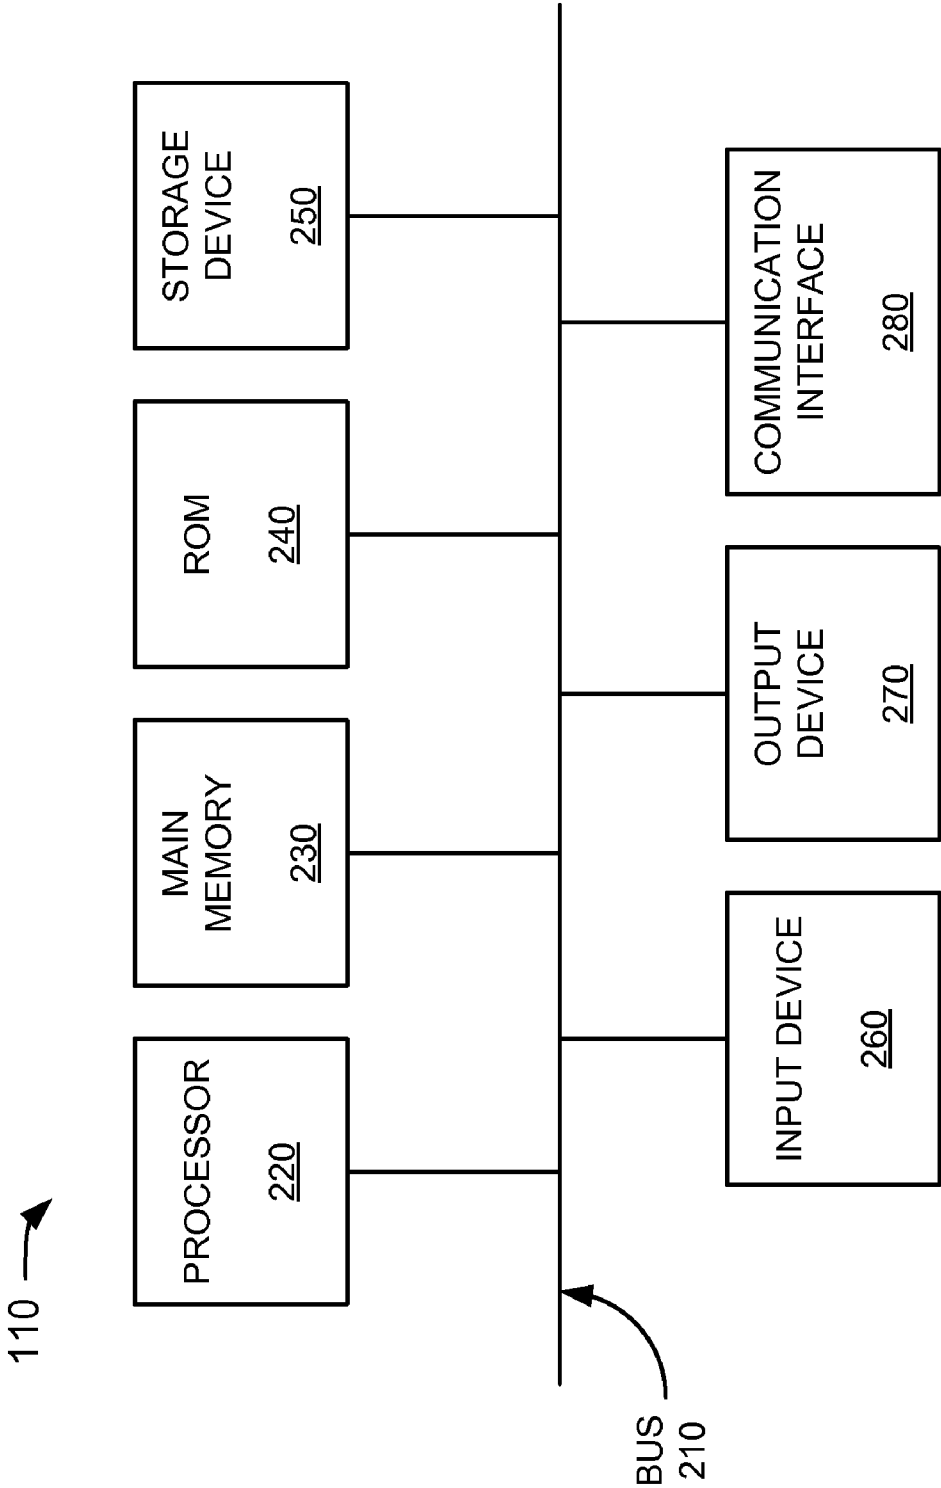 110
PROCESSOR
220
MAIN
MEMORY
230
ROM
240
STORAGE
DEVICE
250
BUS
210
INPUT DEVICE
260
OUTPUT
DEVICE
270
COMMUNICATION
INTERFACE
280